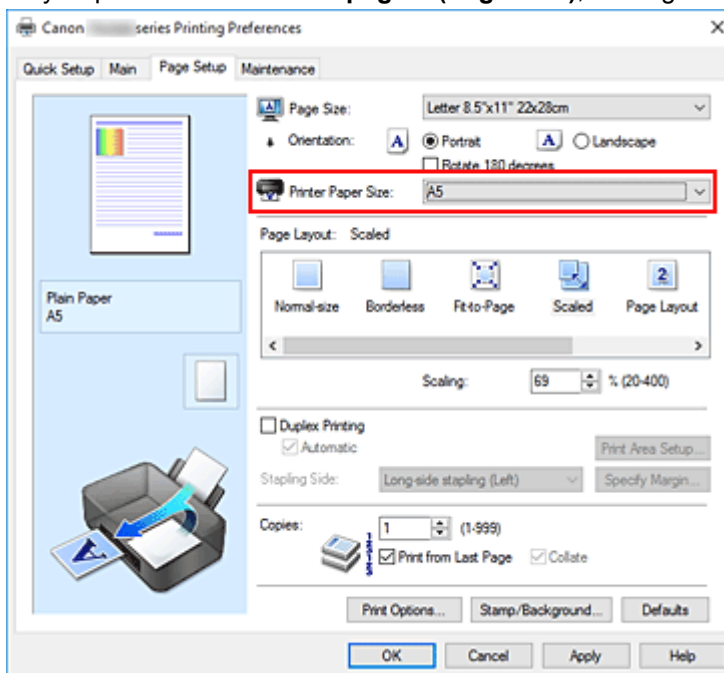 Canon series Printing Preferences
Quick Setup Main Page Setup Maintenance
Page Size: Letter 8.5"x11" 22x28cm
Orientation: A Portrait A Landscape
Rotate 180 degrees
Printer Paper Size: A5
Page Layout: Scaled
Normal-size Borderless Fit-to-Page Scaled 2 Page Layout
Plain Paper
A5
Scaling: 69 % (20-400)
Duplex Printing
Automatic
Print Area Setup...
Stapling Side: Long-side stapling (Left) Specify Margin...
Copies: 1 (1-999)
Print from Last Page Collate
A
Print Options... Stamp/Background... Defaults
OK Cancel Apply Help